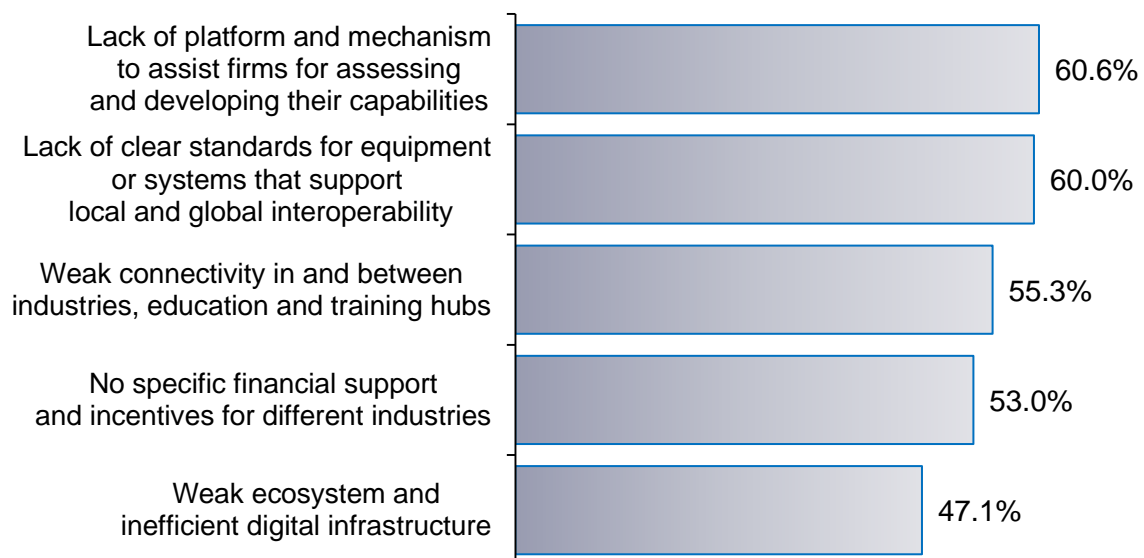 Lack of platform and mechanism
to assist firms for assessing
and developing their capabilities
60.6%
Lack of clear standards for equipment
or systems that support
local and global interoperability
60.0%
Weak connectivity in and between
industries, education and training hubs
55.3%
No specific financial support
and incentives for different industries
53.0%
Weak ecosystem and
inefficient digital infrastructure
47.1%